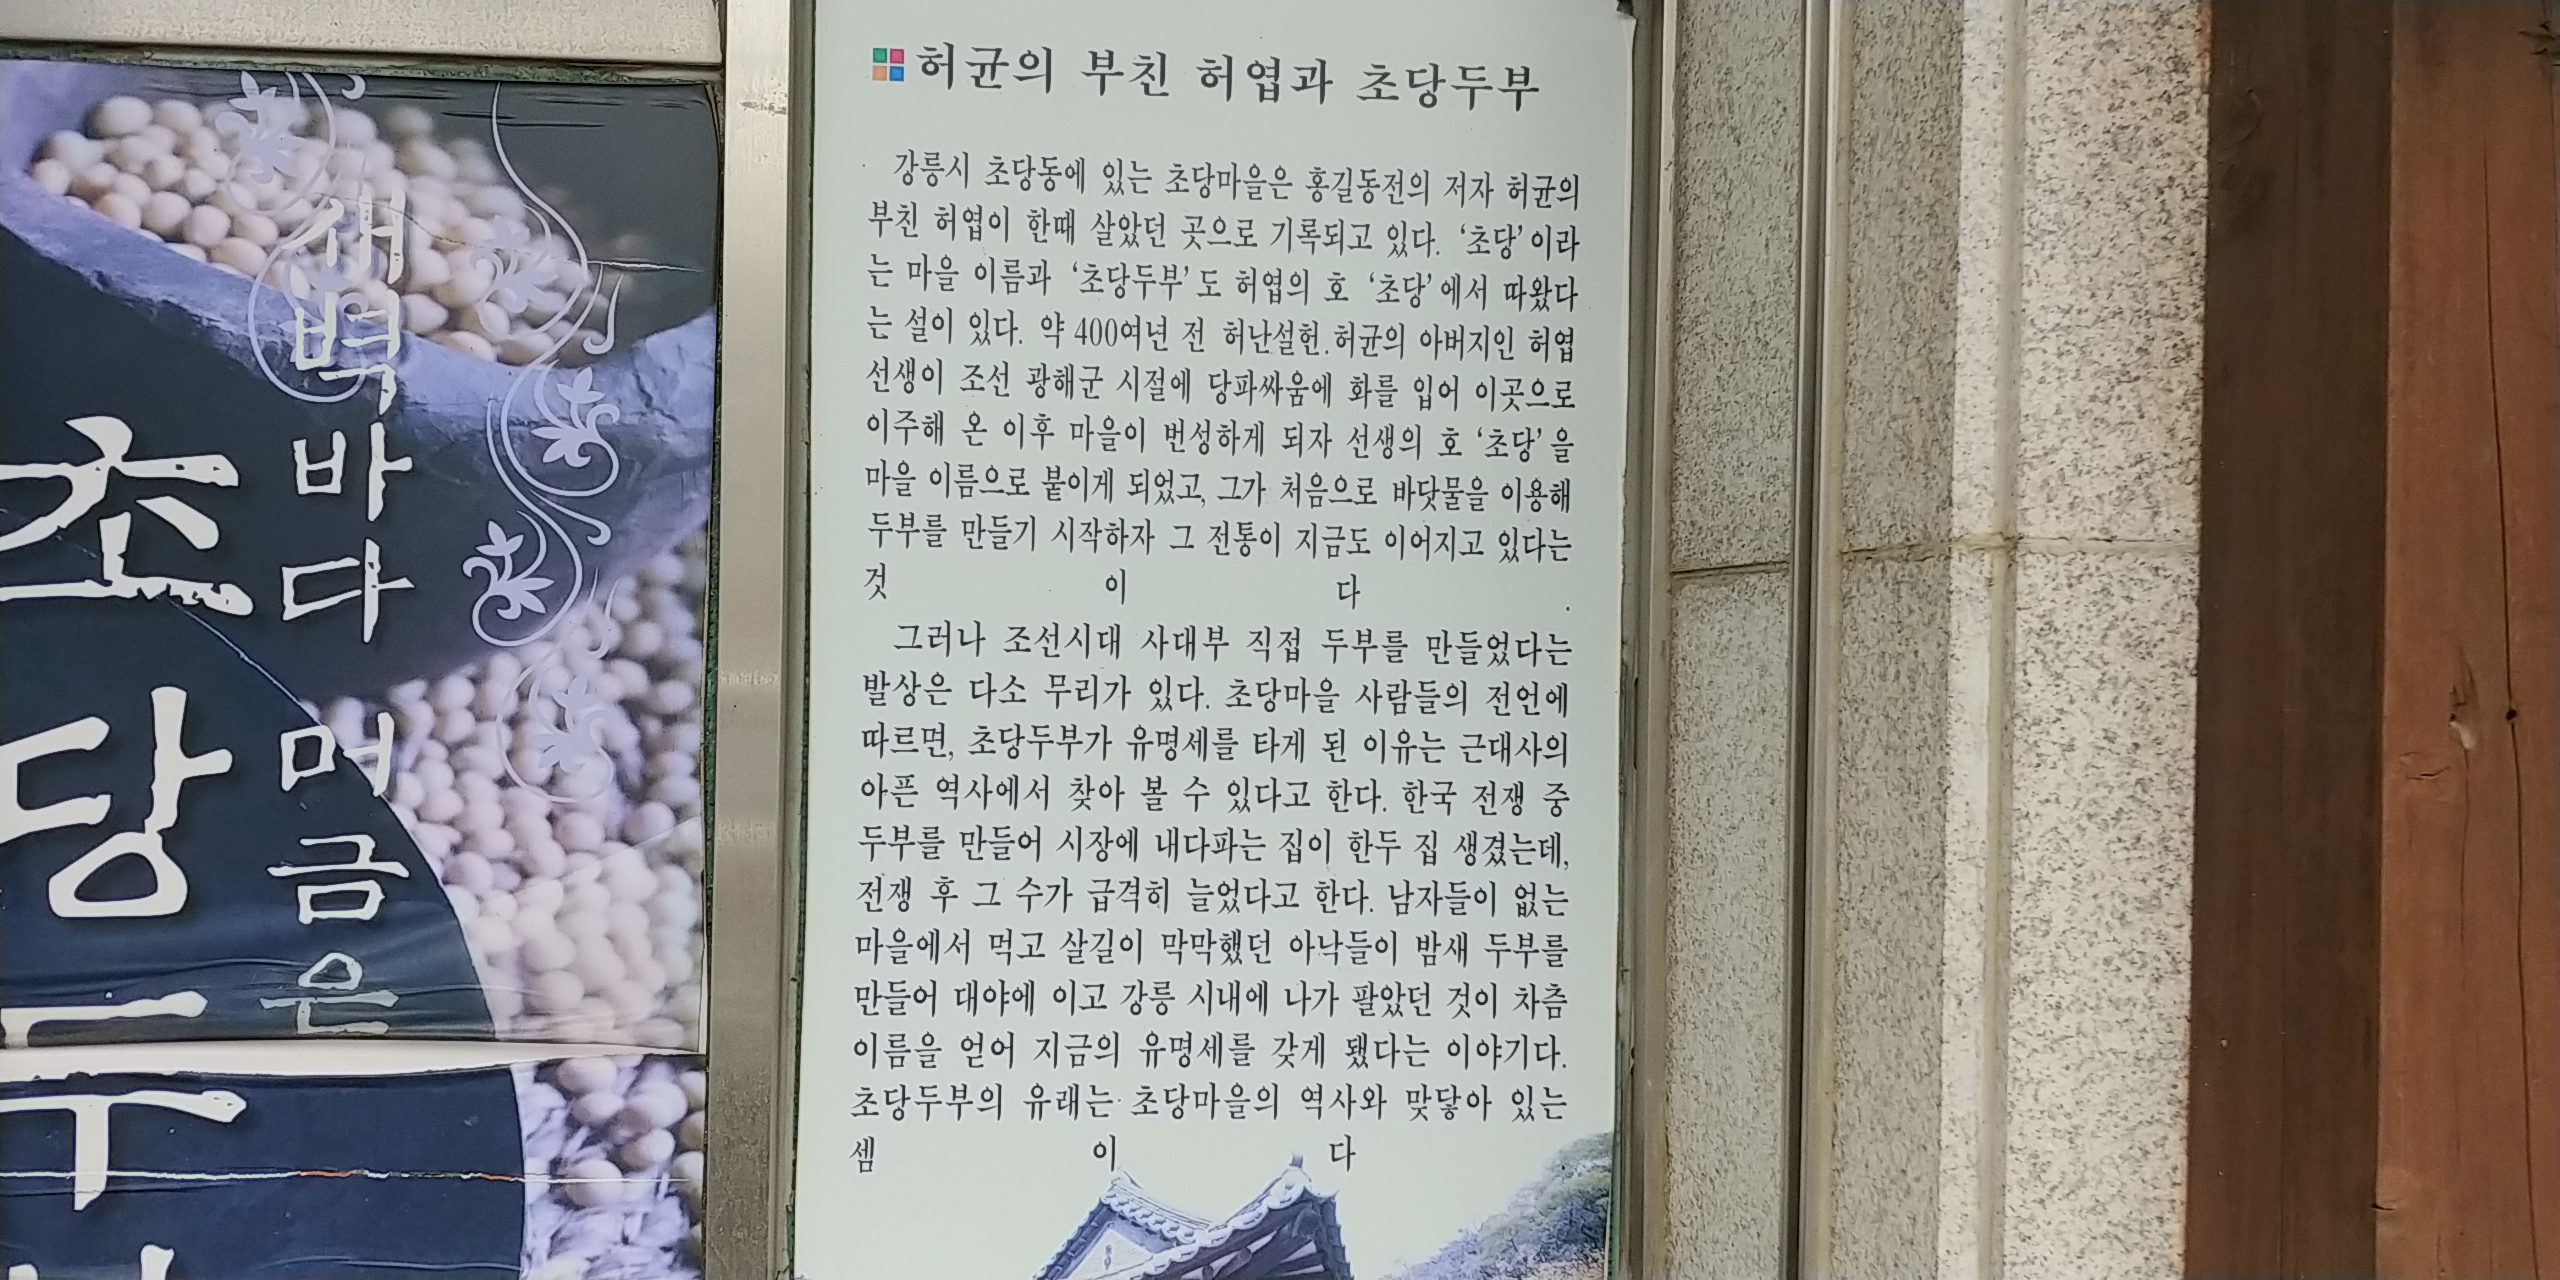 새벽바다 머금은
초당두부
허균의 부친 허엽과 초당두부
강릉시 초당동에 있는 초당마을은 홍길동전의 저자 허균의
부친 허엽이 한때 살았던 곳으로 기록되고 있다. ‘초당’이라
는 마을 이름과 ‘초당두부’도 허엽의 호 ‘초당’에서 따왔다
는 설이 있다. 약 400여년 전 허난설헌.허균의 아버지인 허엽
선생이 조선 광해군 시절에 당파싸움에 화를 입어 이곳으로
이주해 온 이후 마을이 번성하게 되자 선생의 호 ‘초당’을
마을 이름으로 붙이게 되었고, 그가 처음으로 바닷물을 이용해
두부를 만들기 시작하자 그 전통이 지금도 이어지고 있다는
것 이 다 .
그러나 조선시대 사대부 직접 두부를 만들었다는
발상은 다소 무리가 있다. 초당마을 사람들의 전언에
따르면, 초당두부가 유명세를 타게 된 이유는 근대사의
아픈 역사에서 찾아 볼 수 있다고 한다. 한국 전쟁 중
두부를 만들어 시장에 내다파는 집이 한두 집 생겼는데,
전쟁 후 그 수가 급격히 늘었다고 한다. 남자들이 없는
마을에서 먹고 살길이 막막했던 아낙들이 밤새 두부를
만들어 대야에 이고 강릉 시내에 나가 팔았던 것이 차츰
이름을 얻어 지금의 유명세를 갖게 됐다는 이야기다.
초당두부의 유래는 초당마을의 역사와 맞닿아 있는
셈 이 다